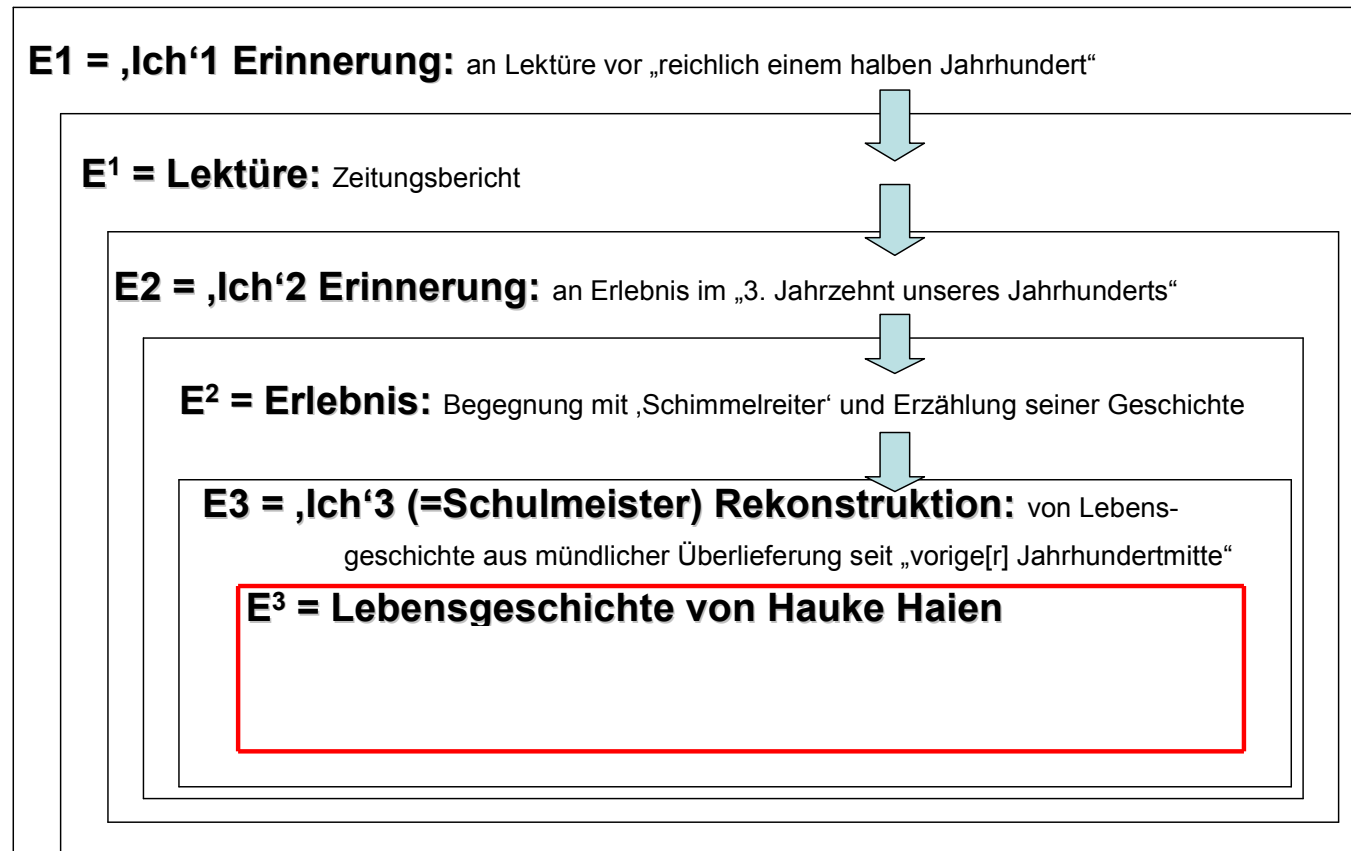 E1 = ‚Ich‘1 Erinnerung: an Lektüre vor „reichlich einem halben Jahrhundert“
E¹ = Lektüre: Zeitungsbericht
E2 = ‚Ich‘2 Erinnerung: an Erlebnis im „3. Jahrzehnt unseres Jahrhunderts“
E² = Erlebnis: Begegnung mit ‚Schimmelreiter‘ und Erzählung seiner Geschichte
E3 = ‚Ich‘3 (=Schulmeister) Rekonstruktion: von Lebens-
geschichte aus mündlicher Überlieferung seit „vorige[r] Jahrhundertmitte“
E³ = Lebensgeschichte von Hauke Haien